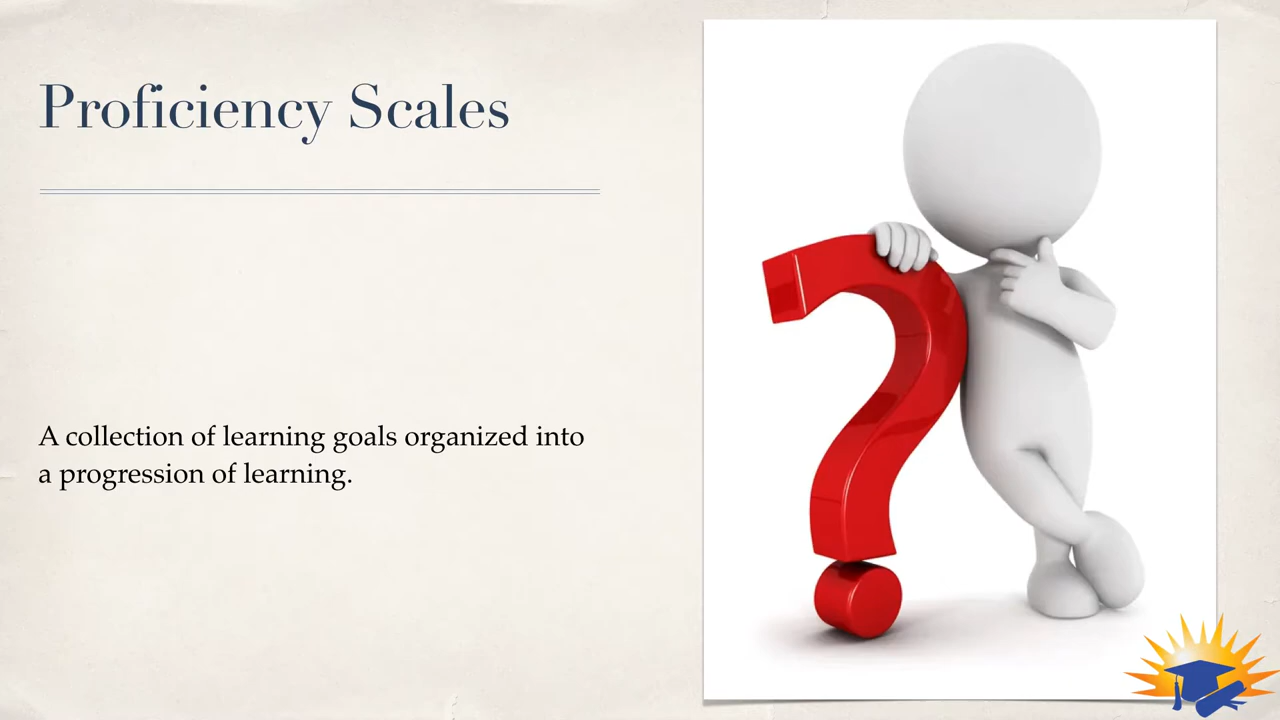 Proficiency Scales
A collection of learning goals organized into
a progression of learning.